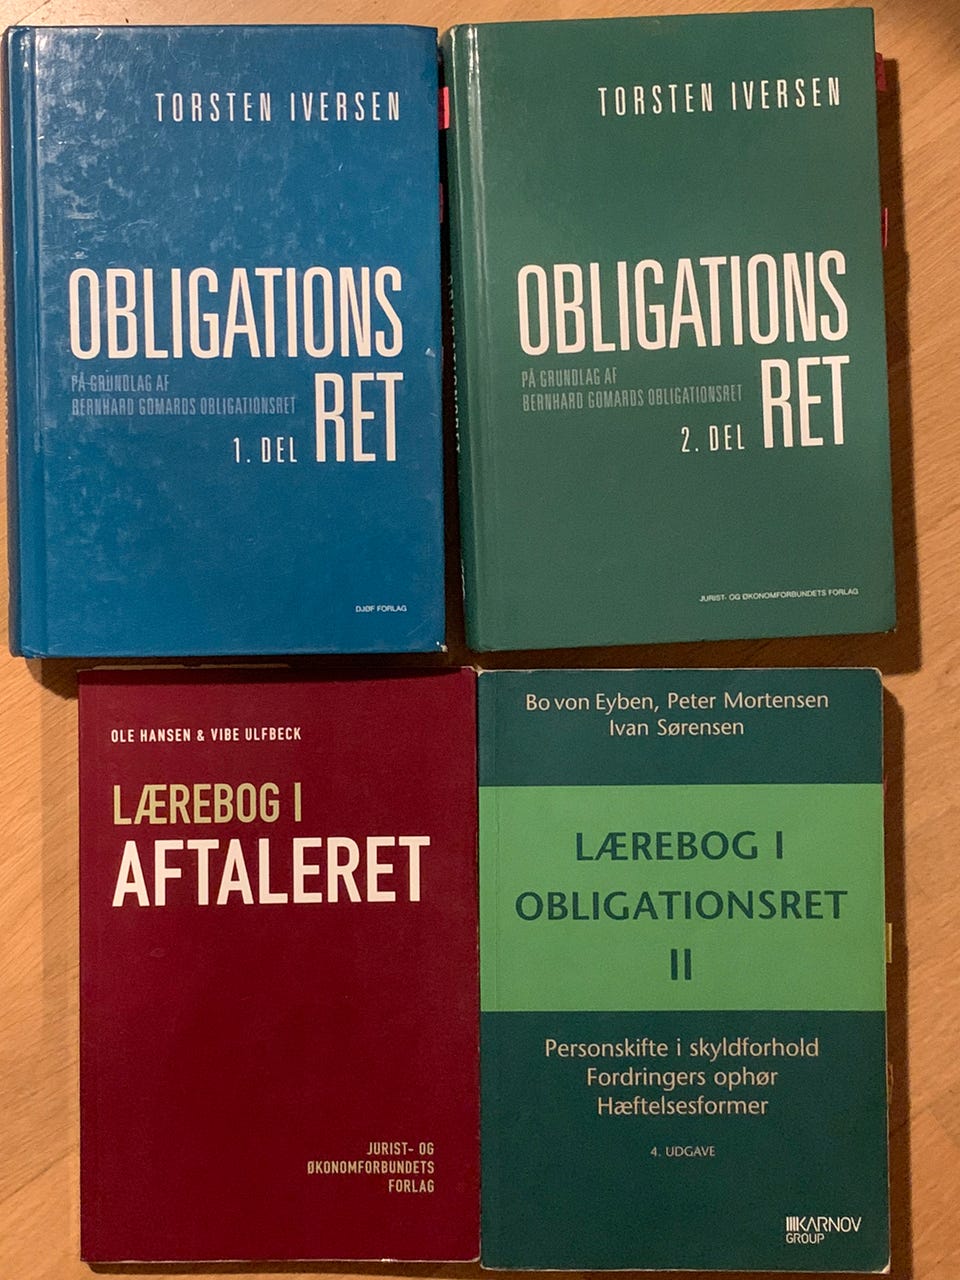 TORSTEN IVERSEN
OBLIGATIONS
PÅ GRUNDLAG AF
BERNHARD GOMARDS OBLIGATIONSRET
RET
1. DEL
DJØF FORLAG
TORSTEN IVERSEN
OBLIGATIONS
PÅ GRUNDLAG AF
BERNHARD GOMARDS OBLIGATIONSRET
RET
2. DEL
JURIST- OG ØKONOMFORBUNDETS FORLAG
OLE HANSEN & VIBE ULFBECK
LÆREBOG I
AFTALERET
JURIST- OG
ØKONOMFORBUNDETS
FORLAG
Bo von Eyben, Peter Mortensen
Ivan Sørensen
LÆREBOG I
OBLIGATIONSRET
II
Personskifte i skyldforhold
Fordringers ophør
Hæftelsesformer
4. UDGAVE
KARNOV
GROUP